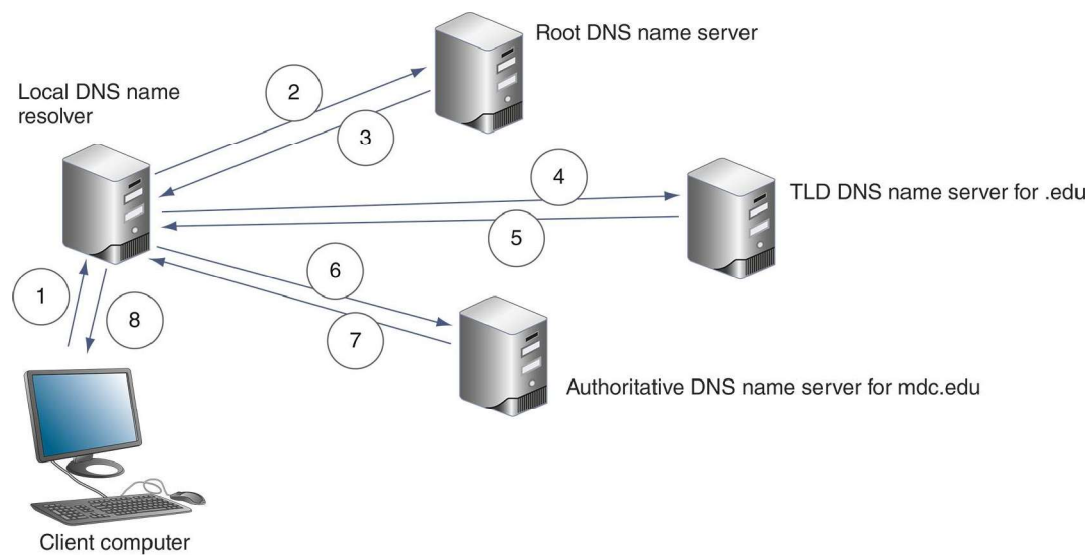 Root DNS name server
Local DNS name
resolver
2
3
4
TLD DNS name server for .edu
5
6
1
8
7
Authoritative DNS name server for mdc.edu
Client computer